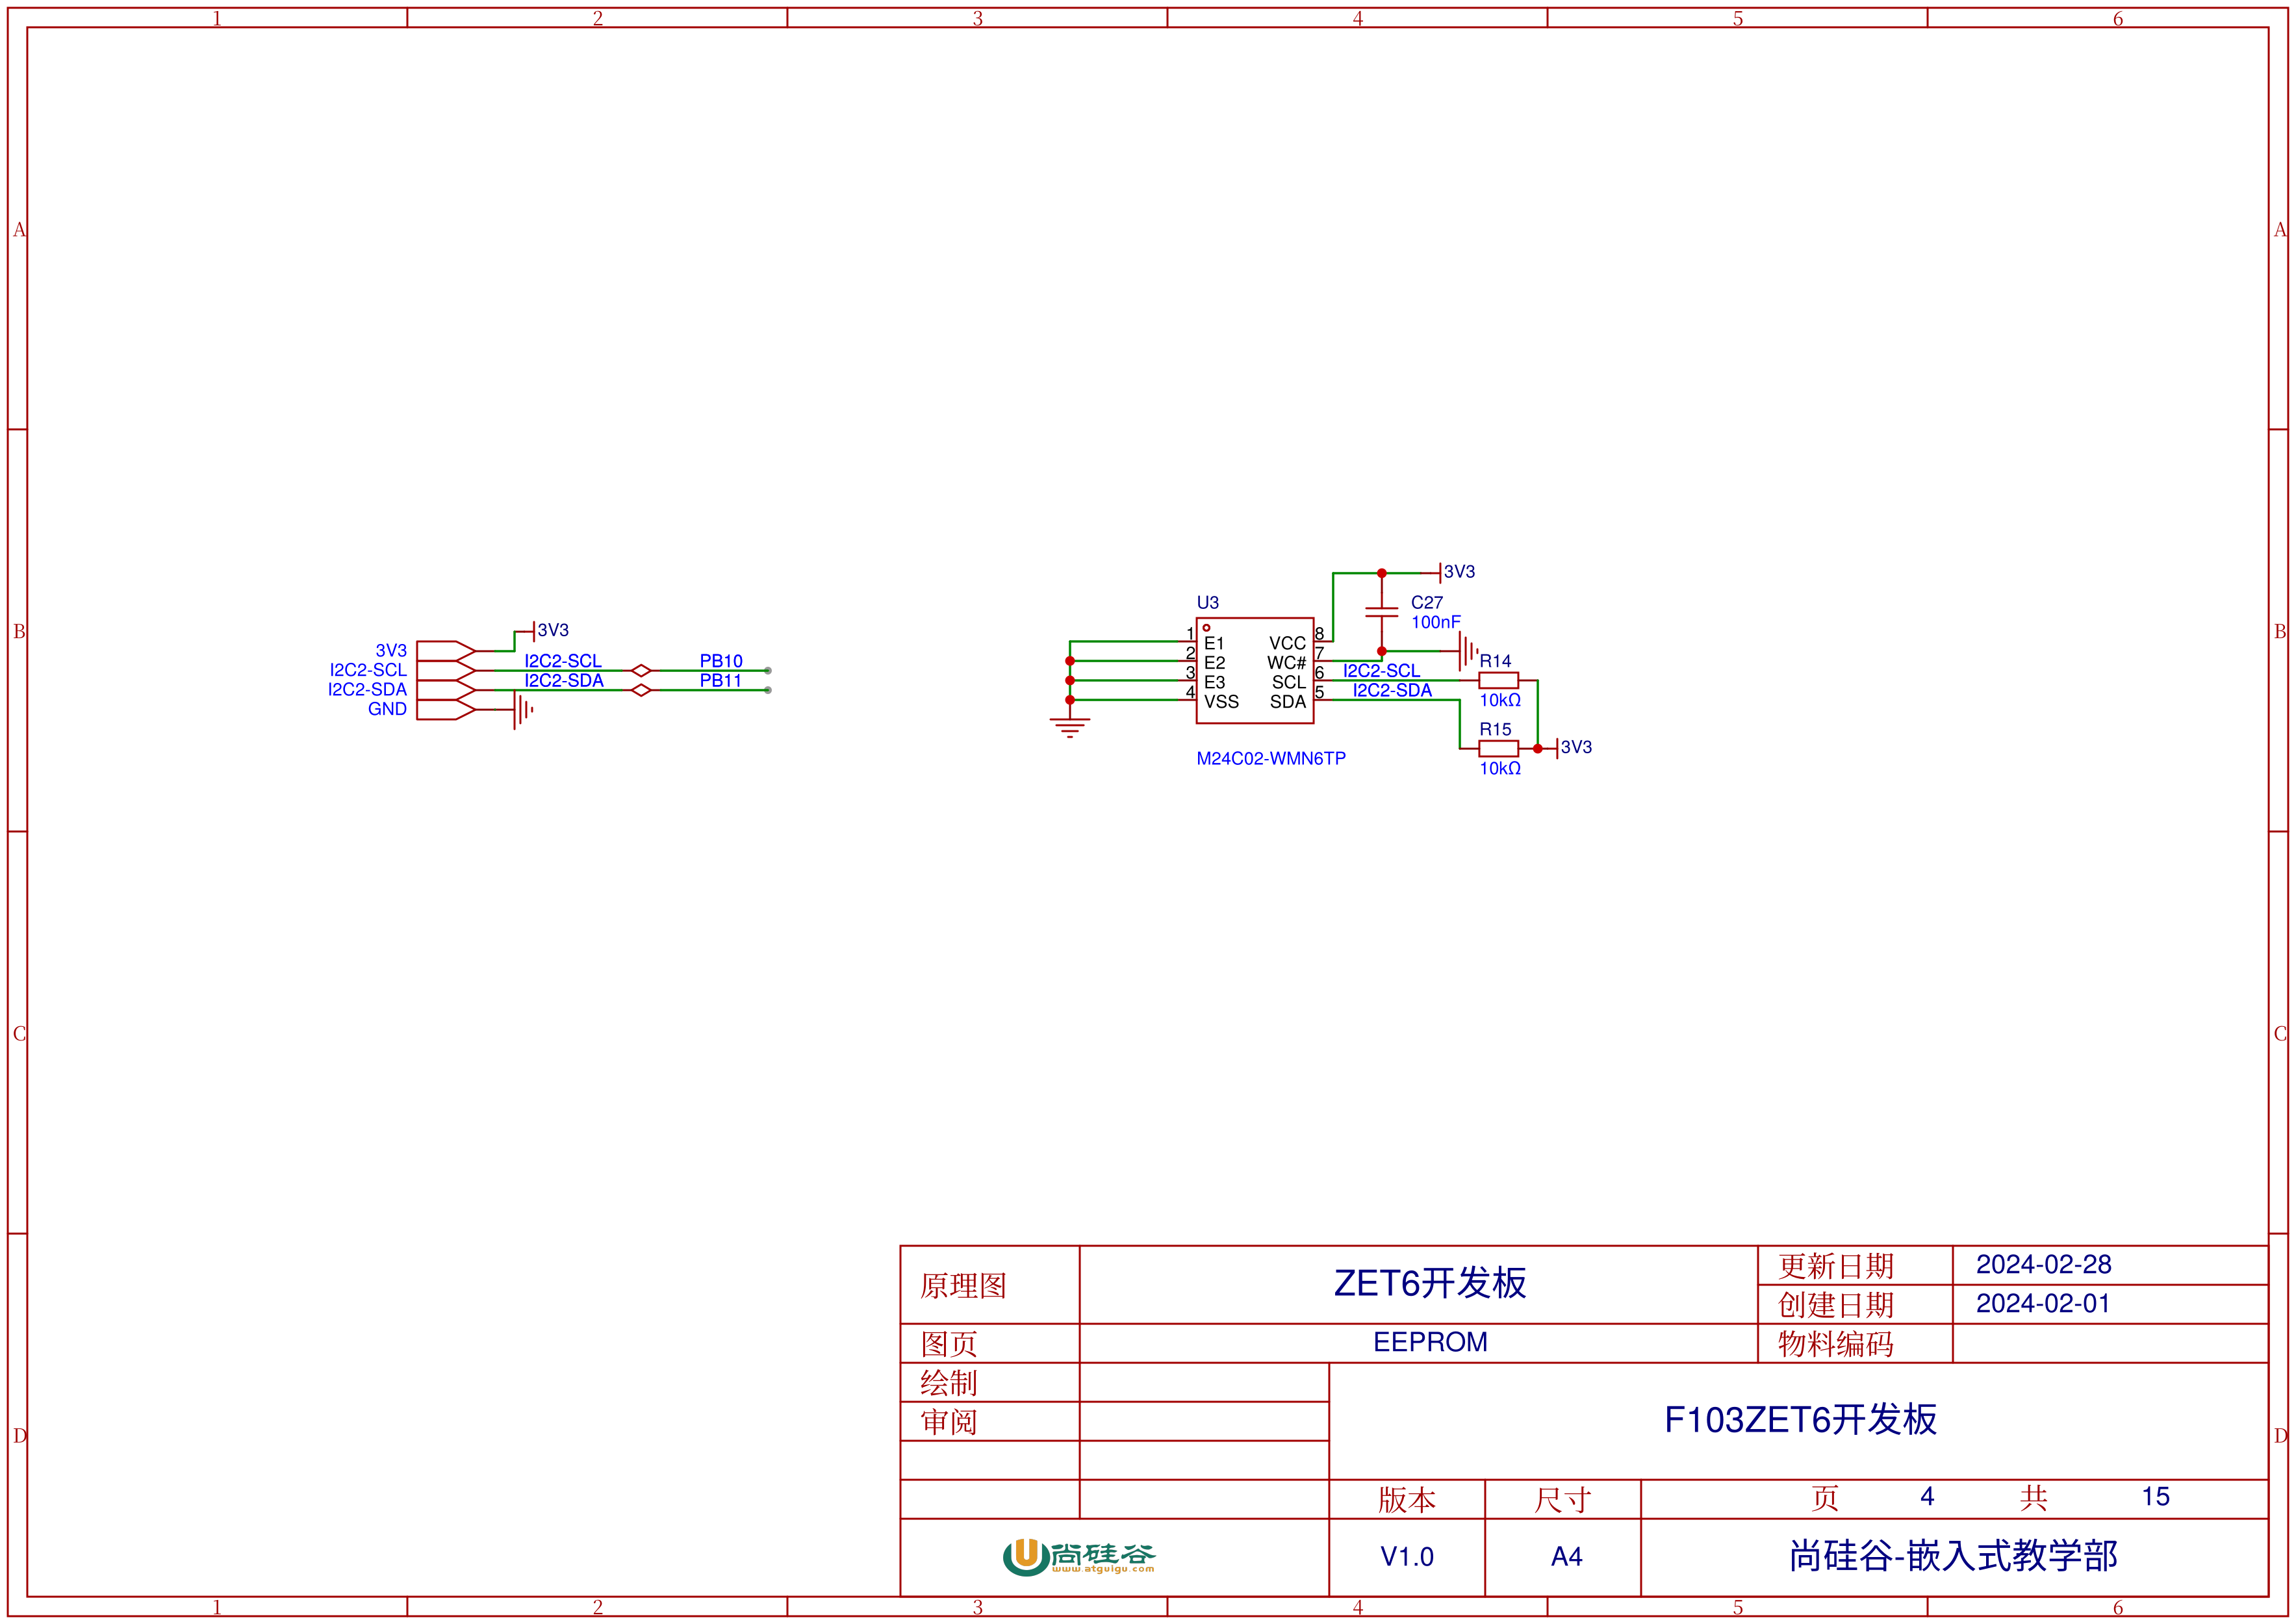 1 2 3 4 5 6
A A
B B
C C
D D
3V3
3V3
I2C2-SCL I2C2-SCL PB10
I2C2-SDA I2C2-SDA PB11
GND
3V3
U3 C27
100nF
1 E1 VCC 8
2 E2 WC# 7
3 E3 SCL 6 I2C2-SCL R14
4 VSS SDA 5 I2C2-SDA 10kΩ
R15
3V3
M24C02-WMN6TP 10kΩ
原理图 ZET6开发板 更新日期 2024-02-28
创建日期 2024-02-01
图页 EEPROM 物料编码
绘制
审阅
F103ZET6开发板
版本 尺寸 页 4 共 15
尚硅谷
www.atguigu.com
V1.0 A4 尚硅谷-嵌入式教学部
1 2 3 4 5 6